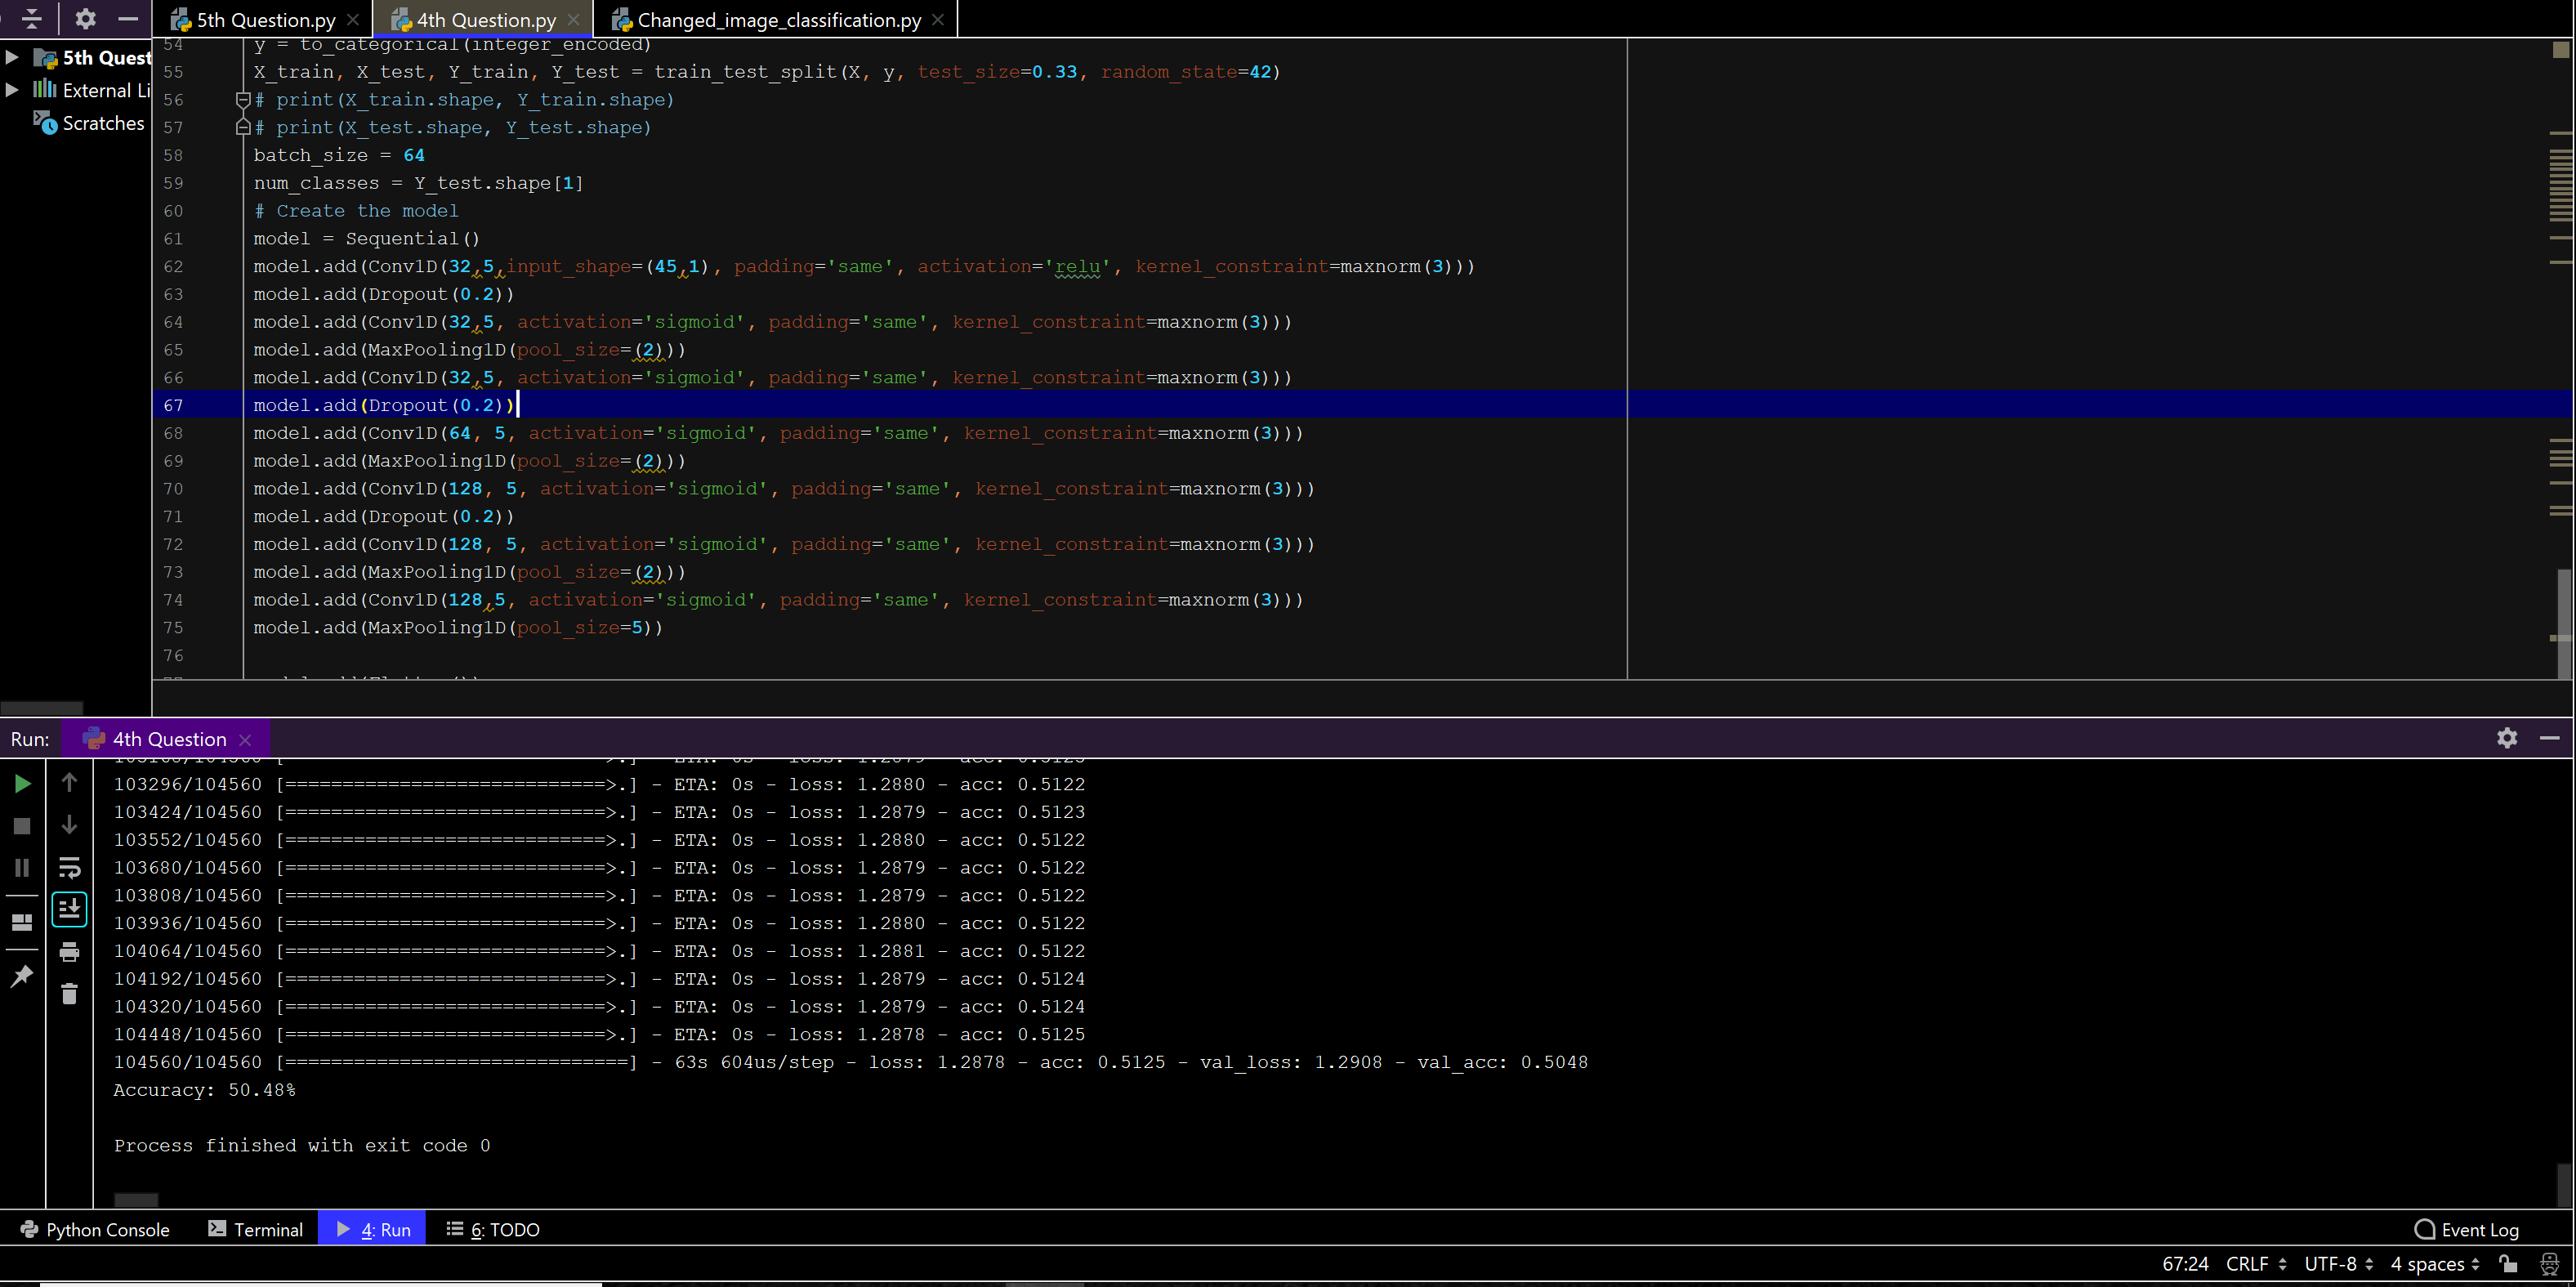 5th Question.py
4th Question.py
Changed_image_classification.py
5th Quest
External Li
Scratches
54 y = to_categorical(integer_encoded)
55 X_train, X_test, Y_train, Y_test = train_test_split(X, y, test_size=0.33, random_state=42)
56 # print(X_train.shape, Y_train.shape)
57 # print(X_test.shape, Y_test.shape)
58 batch_size = 64
59 num_classes = Y_test.shape[1]
60 # Create the model
61 model = Sequential()
62 model.add(Conv1D(32,5,input_shape=(45,1), padding='same', activation='relu', kernel_constraint=maxnorm(3)))
63 model.add(Dropout(0.2))
64 model.add(Conv1D(32,5, activation='sigmoid', padding='same', kernel_constraint=maxnorm(3)))
65 model.add(MaxPooling1D(pool_size=(2)))
66 model.add(Conv1D(32,5, activation='sigmoid', padding='same', kernel_constraint=maxnorm(3)))
67 model.add(Dropout(0.2))
68 model.add(Conv1D(64, 5, activation='sigmoid', padding='same', kernel_constraint=maxnorm(3)))
69 model.add(MaxPooling1D(pool_size=(2)))
70 model.add(Conv1D(128, 5, activation='sigmoid', padding='same', kernel_constraint=maxnorm(3)))
71 model.add(Dropout(0.2))
72 model.add(Conv1D(128, 5, activation='sigmoid', padding='same', kernel_constraint=maxnorm(3)))
73 model.add(MaxPooling1D(pool_size=(2)))
74 model.add(Conv1D(128,5, activation='sigmoid', padding='same', kernel_constraint=maxnorm(3)))
75 model.add(MaxPooling1D(pool_size=5))
76
Run: 4th Question
103296/104560 [============================>.] - ETA: 0s - loss: 1.2880 - acc: 0.5122
103424/104560 [============================>.] - ETA: 0s - loss: 1.2879 - acc: 0.5123
103552/104560 [============================>.] - ETA: 0s - loss: 1.2880 - acc: 0.5122
103680/104560 [============================>.] - ETA: 0s - loss: 1.2879 - acc: 0.5122
103808/104560 [============================>.] - ETA: 0s - loss: 1.2879 - acc: 0.5122
103936/104560 [============================>.] - ETA: 0s - loss: 1.2880 - acc: 0.5122
104064/104560 [============================>.] - ETA: 0s - loss: 1.2881 - acc: 0.5122
104192/104560 [============================>.] - ETA: 0s - loss: 1.2879 - acc: 0.5124
104320/104560 [============================>.] - ETA: 0s - loss: 1.2879 - acc: 0.5124
104448/104560 [============================>.] - ETA: 0s - loss: 1.2878 - acc: 0.5125
104560/104560 [==============================] - 63s 604us/step - loss: 1.2878 - acc: 0.5125 - val_loss: 1.2908 - val_acc: 0.5048
Accuracy: 50.48%
Process finished with exit code 0
Python Console
Terminal
4: Run
6: TODO
Event Log
67:24 CRLF UTF-8 4 spaces